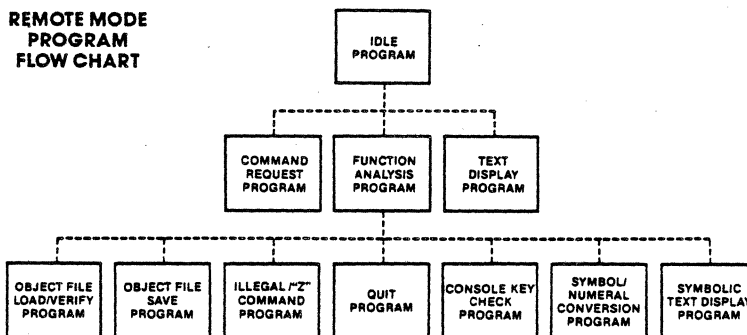 REMOTE MODE
PROGRAM
FLOW CHART
IDLE
PROGRAM
COMMAND
REQUEST
PROGRAM
FUNCTION
ANALYSIS
PROGRAM
TEXT
DISPLAY
PROGRAM
OBJECT FILE
LOAD/VERIFY
PROGRAM
OBJECT FILE
SAVE
PROGRAM
ILLEGAL /"Z"
COMMAND
PROGRAM
QUIT
PROGRAM
CONSOLE KEY
CHECK
PROGRAM
SYMBOL/
NUMERAL
CONVERSION
PROGRAM
SYMBOLIC
TEXT DISPLAY
PROGRAM